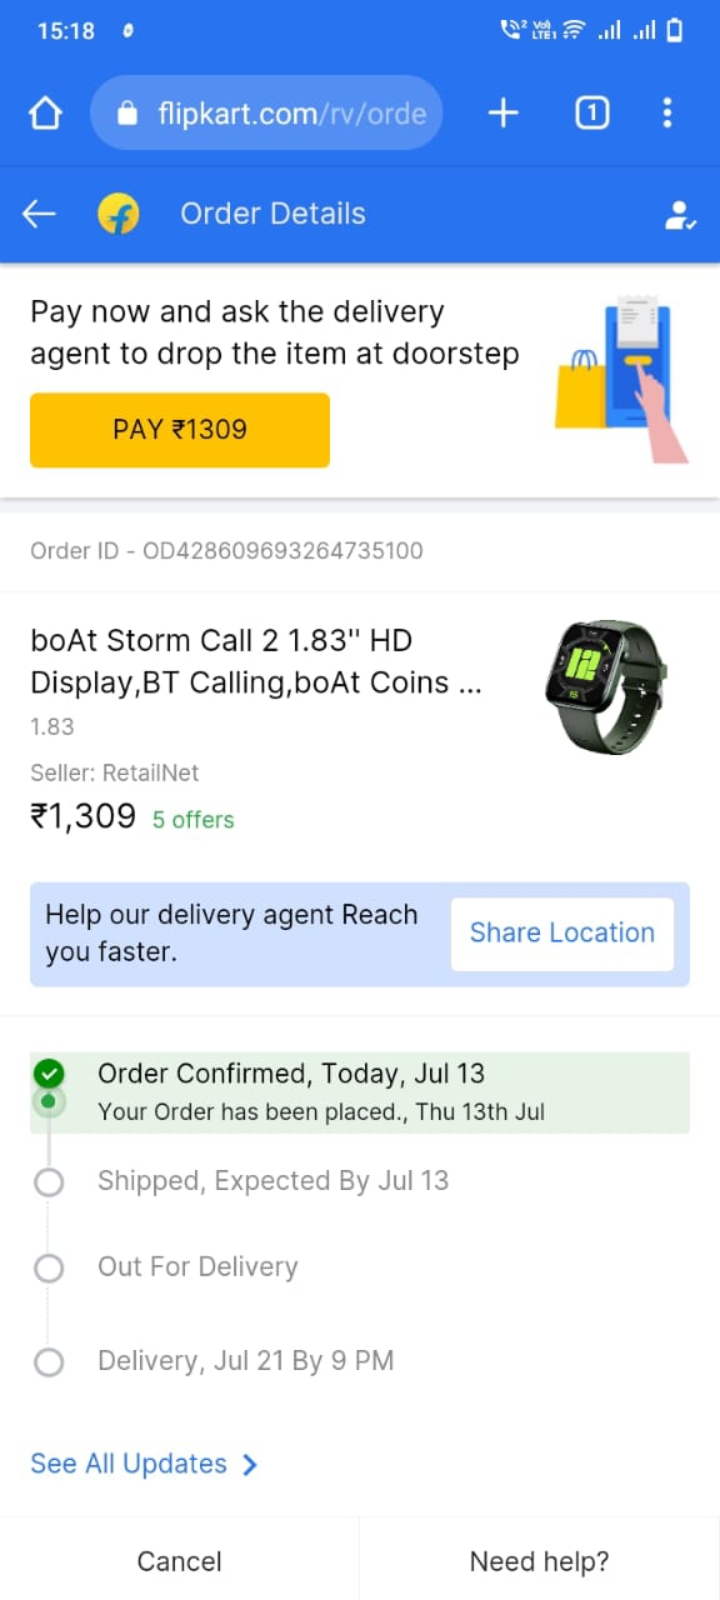 15:18
flipkart.com/rv/orde
1
Order Details
Pay now and ask the delivery
agent to drop the item at doorstep
PAY ₹1309
Order ID - OD428609693264735100
boAt Storm Call 2 1.83'' HD
Display,BT Calling,boAt Coins ...
1.83
Seller: RetailNet
₹1,309 5 offers
Help our delivery agent Reach
you faster.
Share Location
Order Confirmed, Today, Jul 13
Your Order has been placed., Thu 13th Jul
Shipped, Expected By Jul 13
Out For Delivery
Delivery, Jul 21 By 9 PM
See All Updates
Cancel
Need help?